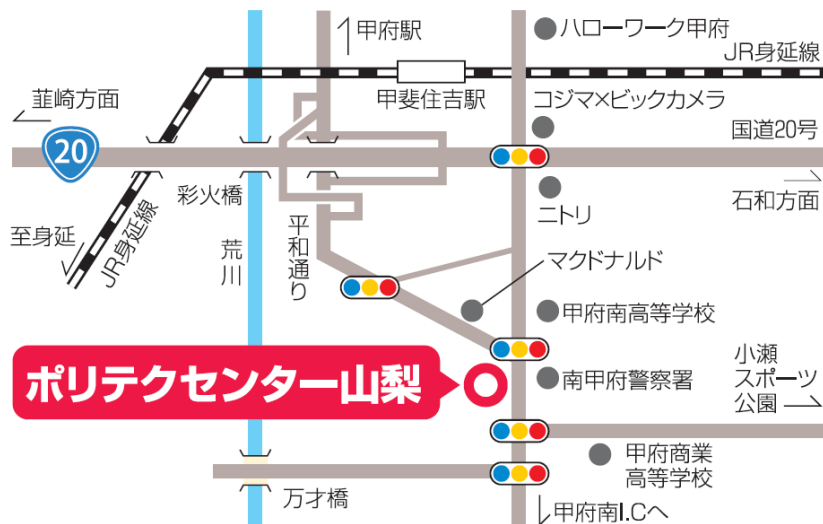 甲府駅
ハローワーク甲府
JR身延線
韮崎方面
甲斐住吉駅
コジマ×ビックカメラ
20
国道20号
彩火橋
石和方面
ニトリ
至身延
JR身延線
荒川
平和通り
マクドナルド
甲府南高等学校
小瀬
スポーツ
公園
ポリテクセンター山梨
南甲府警察署
甲府商業
高等学校
万才橋
甲府南I.Cへ